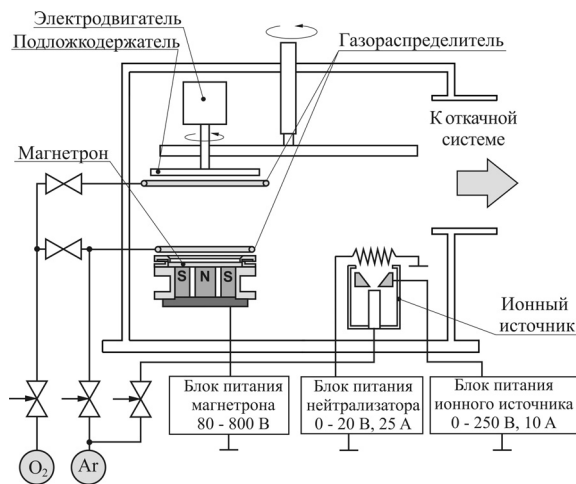 Электродвигатель
Подложкодержатель
Газораспределитель
К откачной
системе
Магнетрон
S N S
Ионный
источник
Блок питания
магнетрона
80 - 800 В
Блок питания
нейтрализатора
0 - 20 В, 25 А
Блок питания
ионного источника
0 - 250 В, 10 А
O₂
Ar